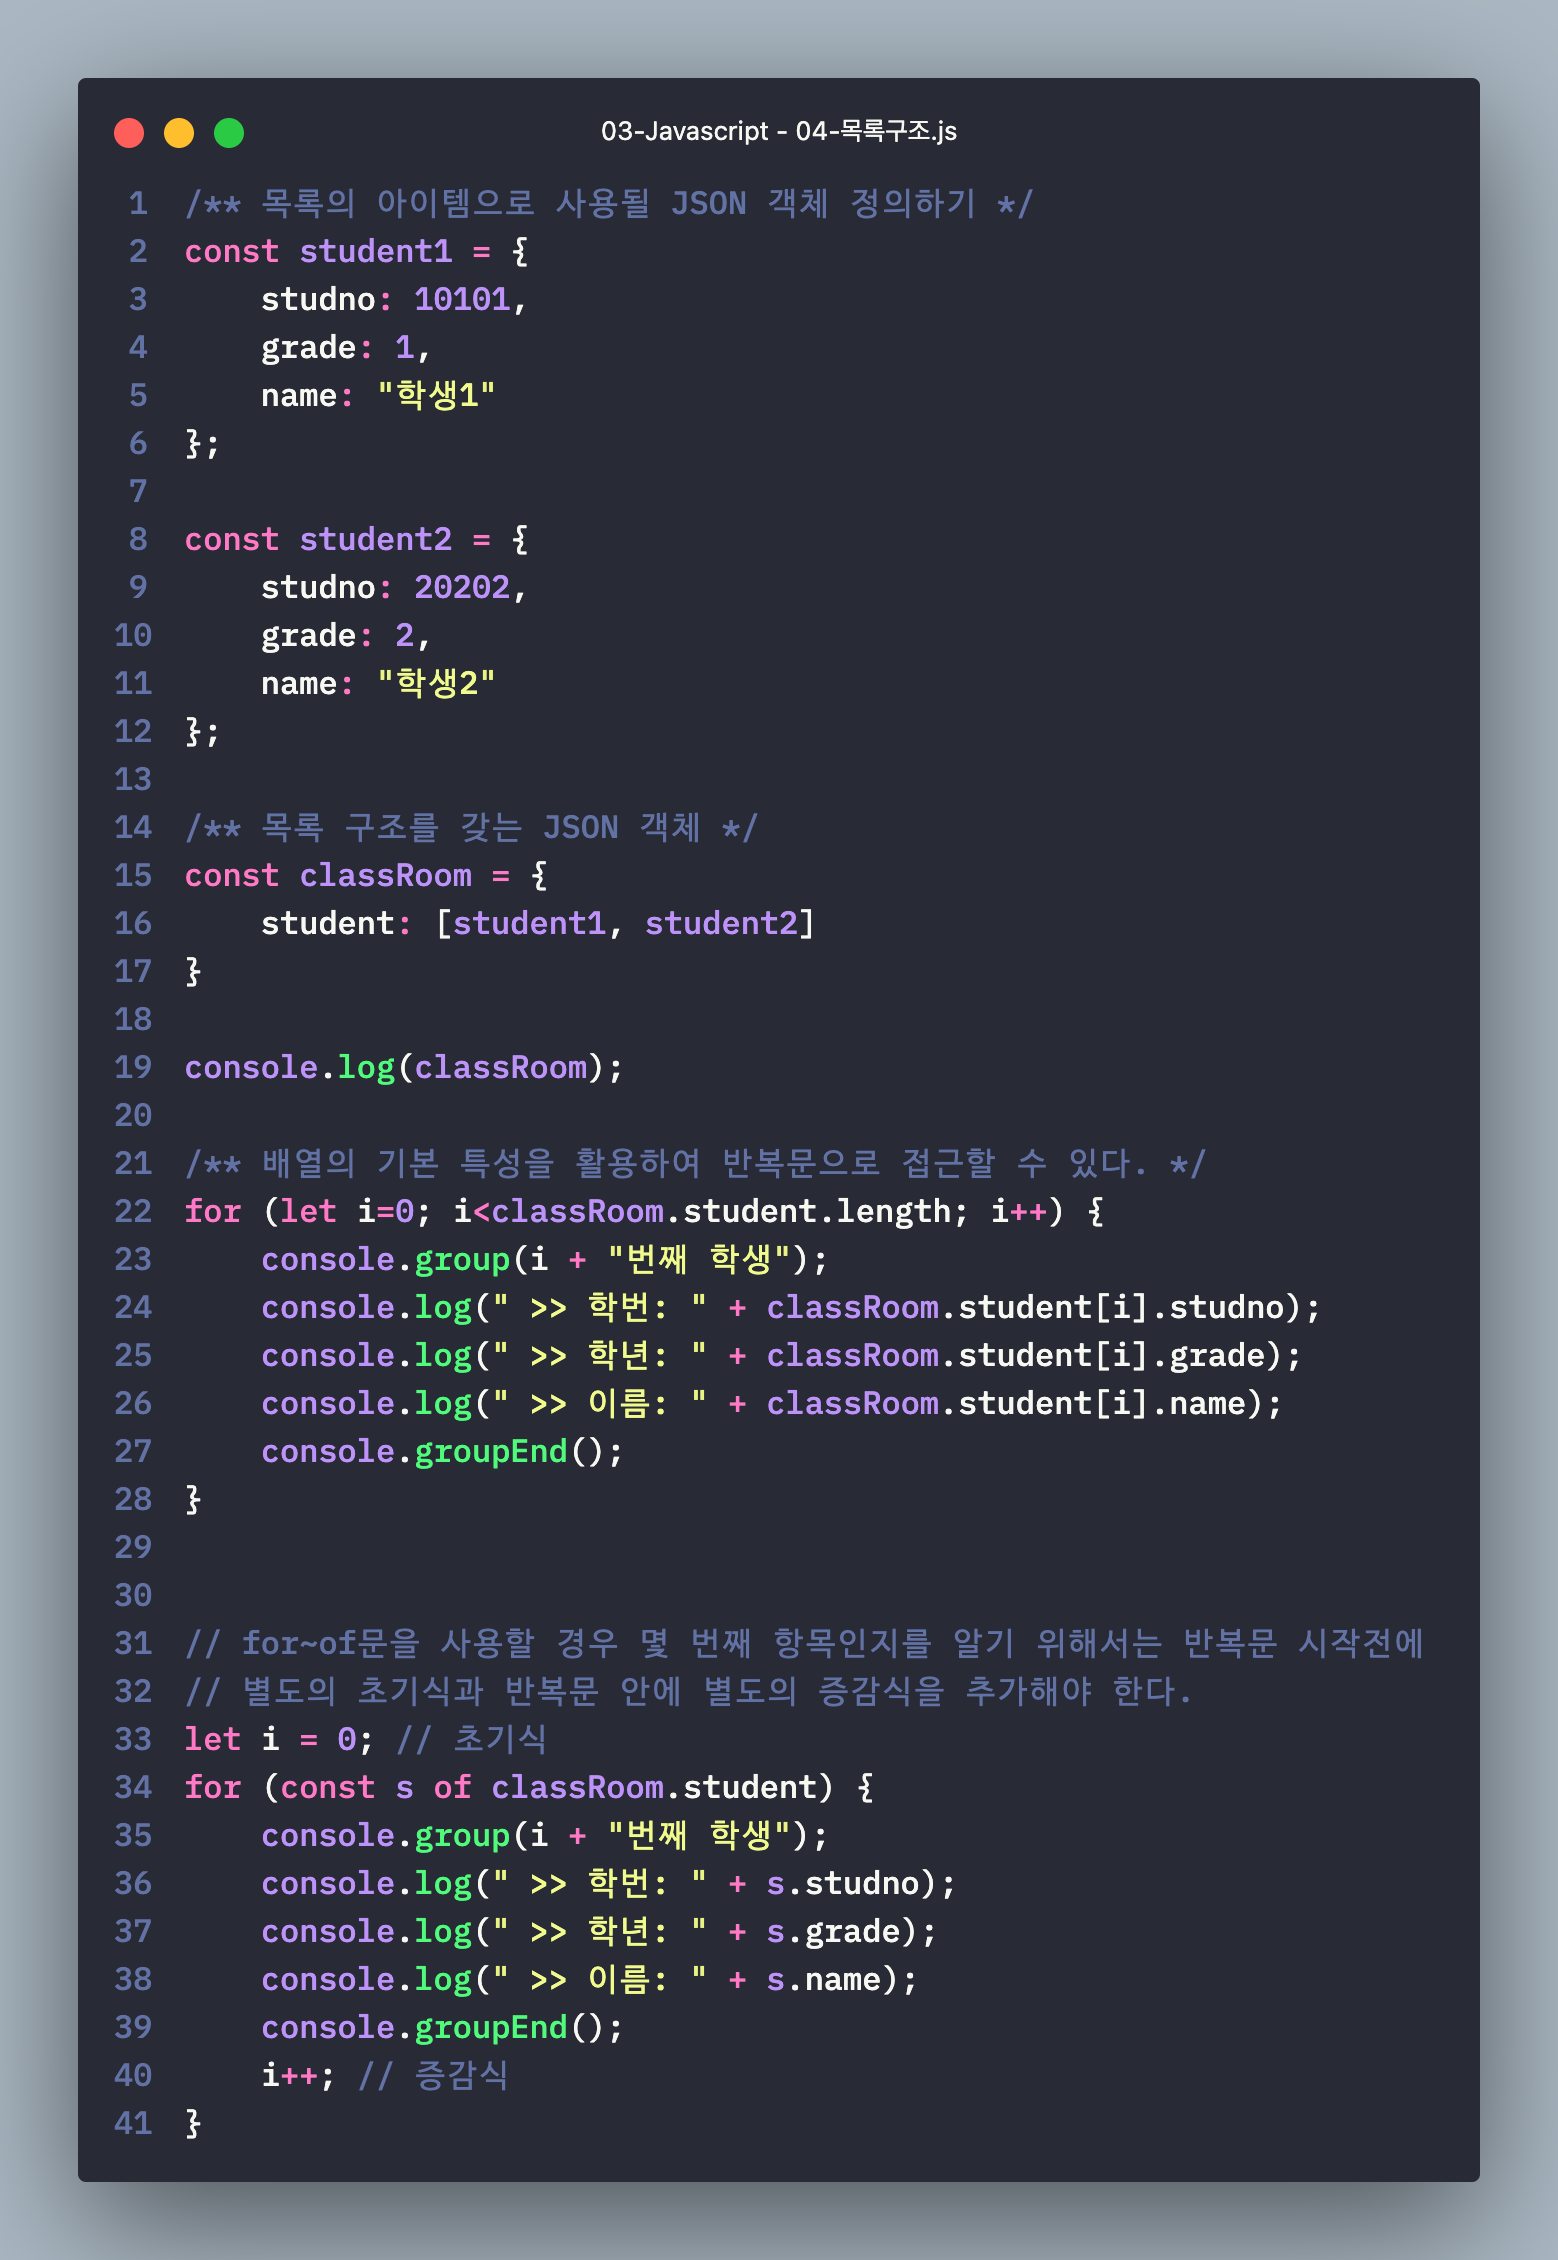 03-Javascript - 04-목록구조.js
1 /** 목록의 아이템으로 사용될 JSON 객체 정의하기 */
2 const student1 = {
3     studno: 10101,
4     grade: 1,
5     name: "학생1"
6 };
7
8 const student2 = {
9     studno: 20202,
10     grade: 2,
11     name: "학생2"
12 };
13
14 /** 목록 구조를 갖는 JSON 객체 */
15 const classRoom = {
16     student: [student1, student2]
17 }
18
19 console.log(classRoom);
20
21 /** 배열의 기본 특성을 활용하여 반복문으로 접근할 수 있다. */
22 for (let i=0; i<classRoom.student.length; i++) {
23     console.group(i + "번째 학생");
24     console.log(" >> 학번: " + classRoom.student[i].studno);
25     console.log(" >> 학년: " + classRoom.student[i].grade);
26     console.log(" >> 이름: " + classRoom.student[i].name);
27     console.groupEnd();
28 }
29
30
31 // for~of문을 사용할 경우 몇 번째 항목인지를 알기 위해서는 반복문 시작전에
32 // 별도의 초기식과 반복문 안에 별도의 증감식을 추가해야 한다.
33 let i = 0; // 초기식
34 for (const s of classRoom.student) {
35     console.group(i + "번째 학생");
36     console.log(" >> 학번: " + s.studno);
37     console.log(" >> 학년: " + s.grade);
38     console.log(" >> 이름: " + s.name);
39     console.groupEnd();
40     i++; // 증감식
41 }